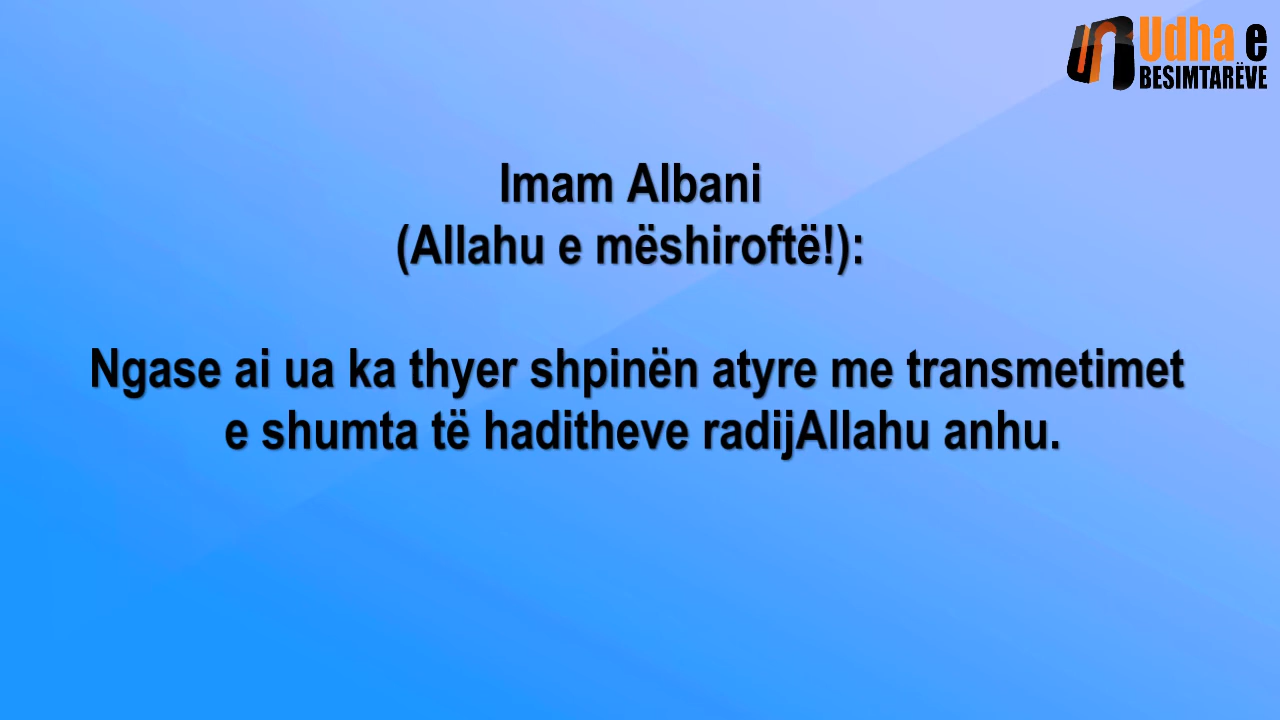 Udha e
BESIMTARËVE
Imam Albani
(Allahu e mëshiroftë!):
Ngase ai ua ka thyer shpinën atyre me transmetimet
e shumta të haditheve radijAllahu anhu.